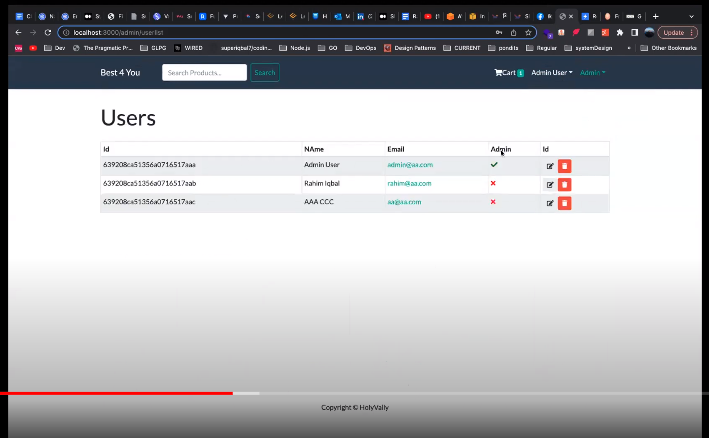 localhost:3000/admin/userlist
Update
Dev
The Pragmatic Pr...
OLPG
WIRED
superiqbal7/codin...
Node.js
GO
DevOps
Design Patterns
CURRENT
pondits
Regular
systemDesign
»
Other Bookmarks
Best 4 You
Search Products...
Search
Cart 1
Admin User
Admin
Users
Id NAme Email Admin Id
639208ca51356a0716517aaa Admin User admin@aa.com
639208ca51356a0716517aab Rahim Iqbal rahim@aa.com
639208ca51356a0716517aac AAA CCC aa@aa.com
Copyright © HolyVally